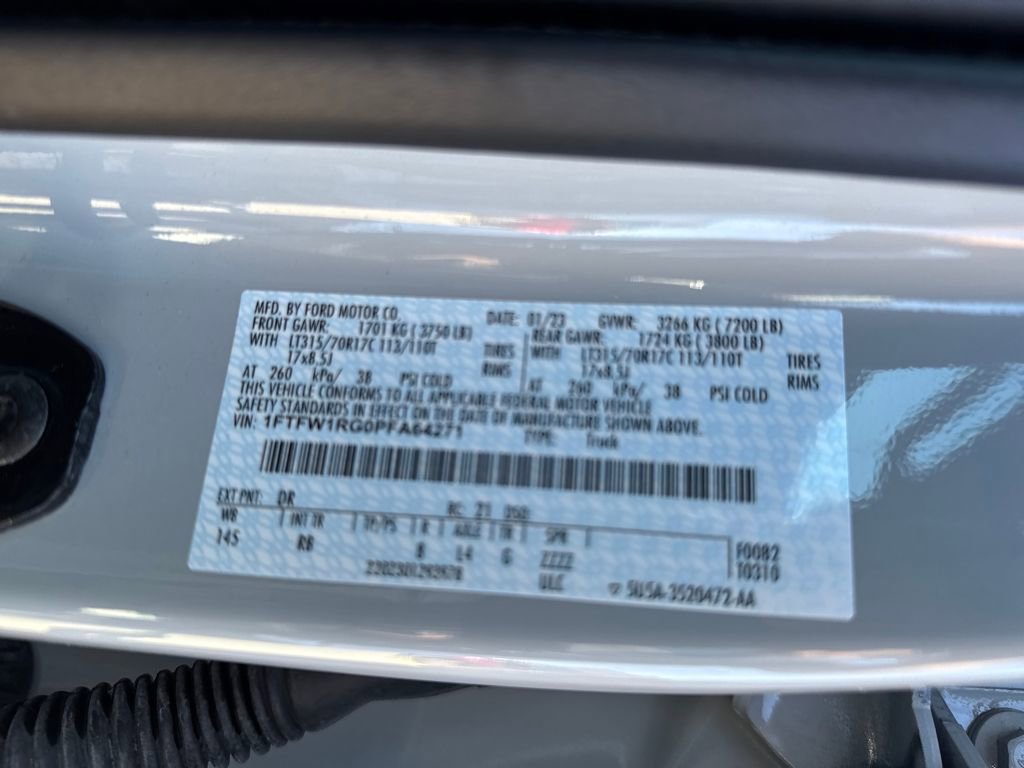 MFD. BY FORD MOTOR CO. DATE: 01/23 GVWR: 3266 KG ( 7200 LB)
FRONT GAWR: 1701 KG ( 3750 LB) REAR GAWR: 1724 KG ( 3800 LB)
WITH LT315/70R17C 113/110T TIRES WITH LT315/70R17C 113/110T TIRES
17x8.5J RIMS 17x8.5J RIMS
AT 260 kPa/ 38 PSI COLD AT 260 kPa/ 38 PSI COLD
THIS VEHICLE CONFORMS TO ALL APPLICABLE FEDERAL MOTOR VEHICLE
SAFETY STANDARDS IN EFFECT ON THE DATE OF MANUFACTURE SHOWN ABOVE.
VIN: TYPE: Truck
EXT PNT: DR RC: 21 DSO:
WB INT TR TP/PS R AXLE TR SPR
145 RB B L4 G ZZZZ F0082
T0310
ULC 5U5A-3520472-AA